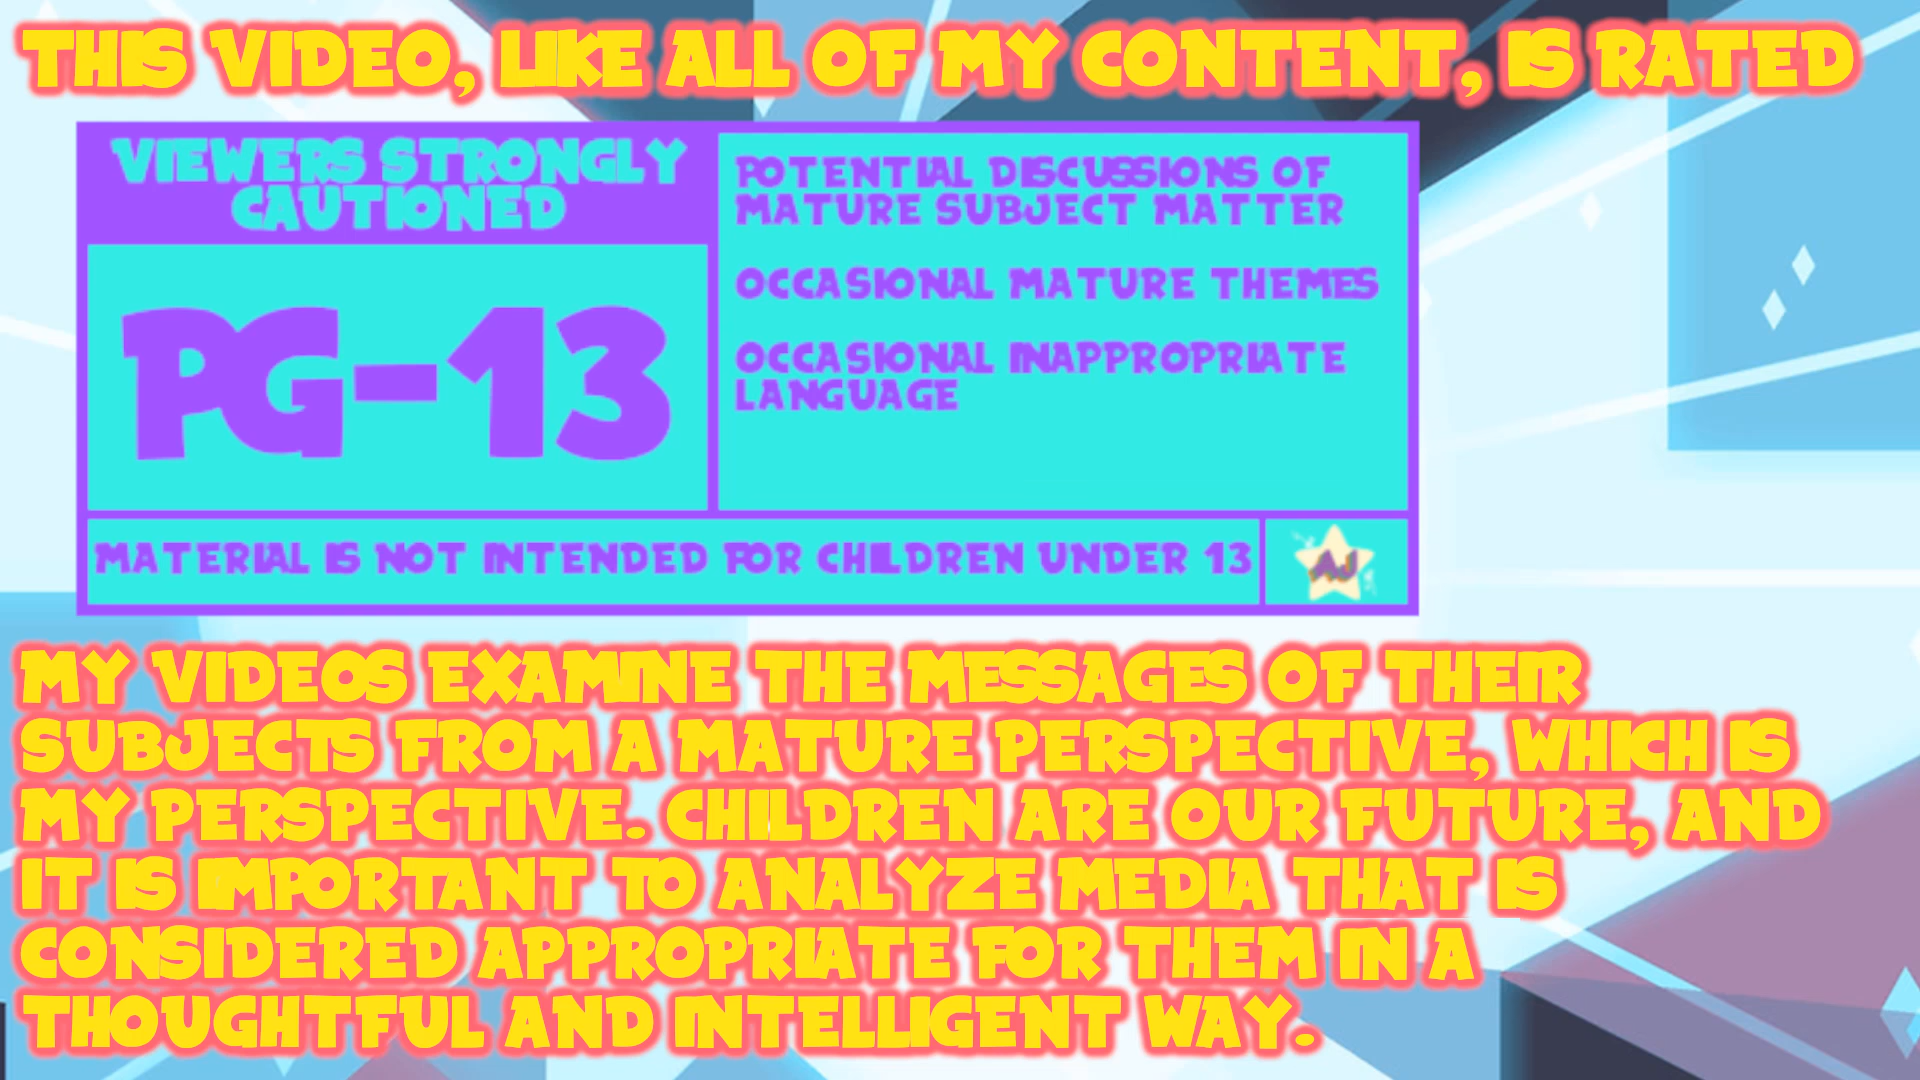 THIS VIDEO, LIKE ALL OF MY CONTENT, IS RATED
VIEWERS STRONGLY
CAUTIONED
PG-13
POTENTIAL DISCUSSIONS OF
MATURE SUBJECT MATTER
OCCASIONAL MATURE THEMES
OCCASIONAL INAPPROPRIATE
LANGUAGE
MATERIAL IS NOT INTENDED FOR CHILDREN UNDER 13
AJ
MY VIDEOS EXAMINE THE MESSAGES OF THEIR
SUBJECTS FROM A MATURE PERSPECTIVE, WHICH IS
MY PERSPECTIVE. CHILDREN ARE OUR FUTURE, AND
IT IS IMPORTANT TO ANALYZE MEDIA THAT IS
CONSIDERED APPROPRIATE FOR THEM IN A
THOUGHTFUL AND INTELLIGENT WAY.